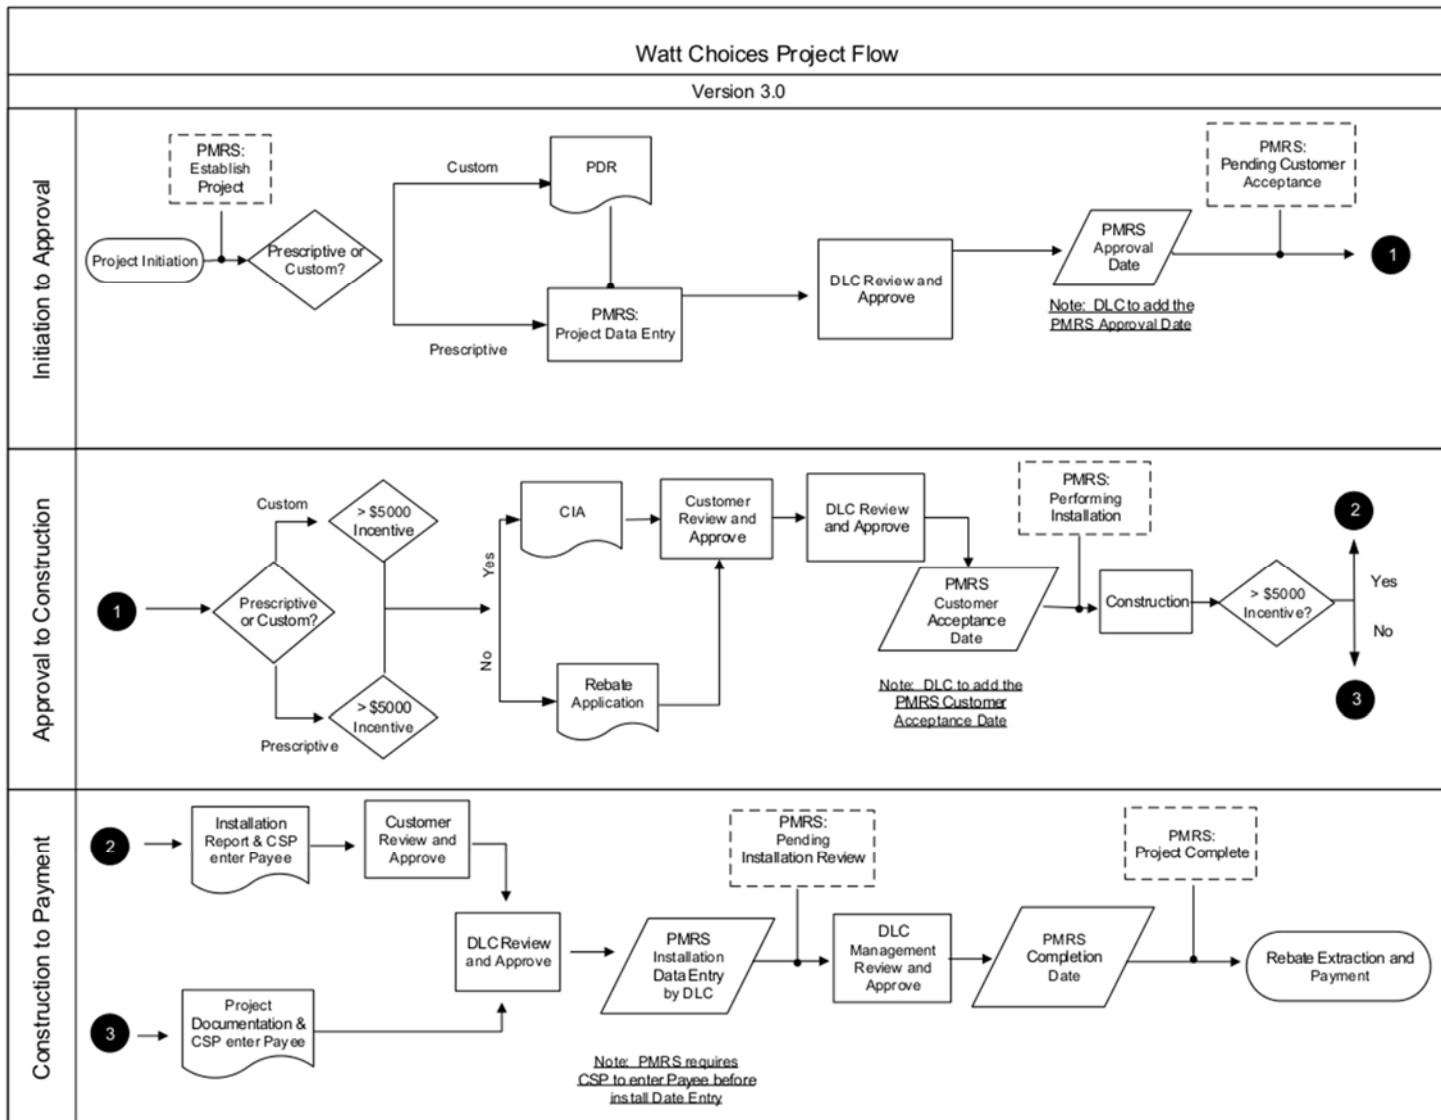 Watt Choices Project Flow
Version 3.0
Initiation to Approval
PMRS:
Establish
Project
Project Initiation
Prescriptive or
Custom?
Custom
Prescriptive
PDR
PMRS:
Project Data Entry
DLC Review and
Approve
PMRS
Approval
Date
Note: DLC to add the
PMRS Approval Date
PMRS:
Pending Customer
Acceptance
1
Approval to Construction
1
Prescriptive
or Custom?
Custom
Prescriptive
> $5000
Incentive
> $5000
Incentive
Yes
No
CIA
Rebate
Application
Customer
Review and
Approve
DLC Review
and Approve
PMRS
Customer
Acceptance
Date
Note: DLC to add the
PMRS Customer
Acceptance Date
PMRS:
Performing
Installation
Construction
> $5000
Incentive?
Yes
No
2
3
Construction to Payment
2
Installation
Report & CSP
enter Payee
Customer
Review and
Approve
3
Project
Documentation &
CSP enter Payee
DLC Review
and Approve
PMRS
Installation
Data Entry
by DLC
Note: PMRS requires
CSP to enter Payee before
install Date Entry
PMRS:
Pending
Installation Review
DLC
Management
Review and
Approve
PMRS
Completion
Date
PMRS:
Project Complete
Rebate Extraction and
Payment